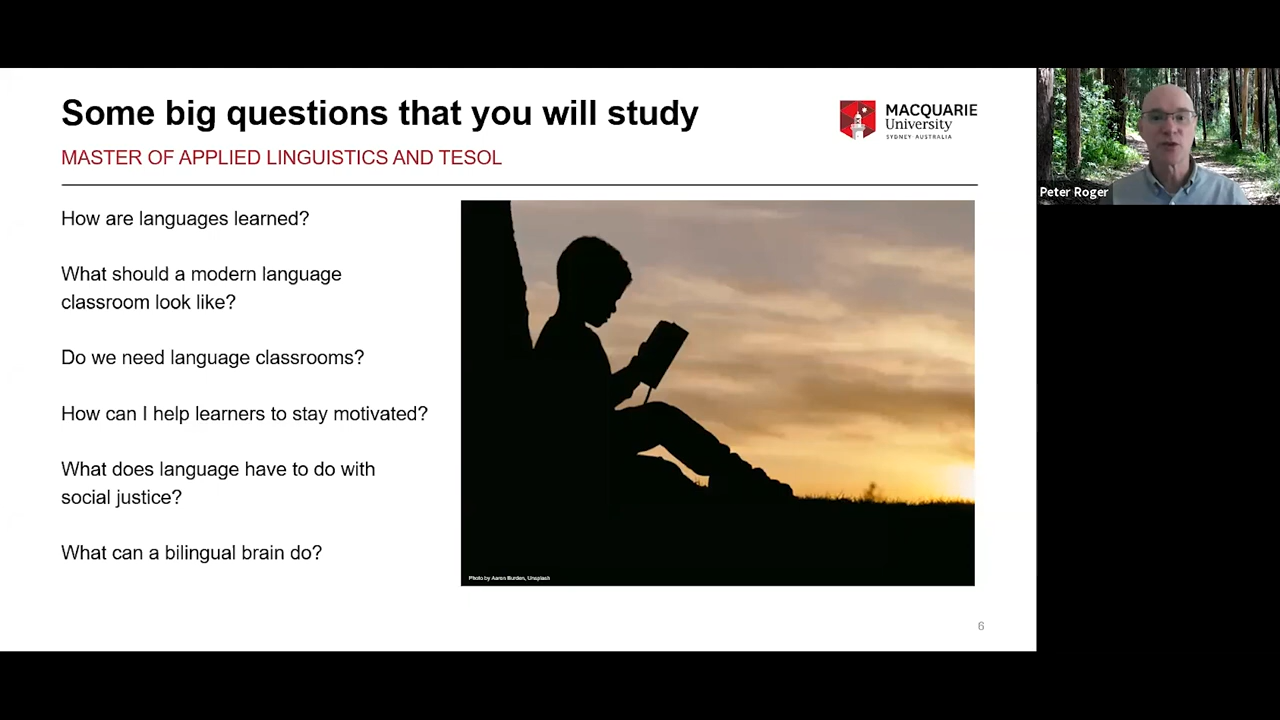 Some big questions that you will study
MASTER OF APPLIED LINGUISTICS AND TESOL
MACQUARIE
University
SYDNEY·AUSTRALIA
How are languages learned?
What should a modern language
classroom look like?
Do we need language classrooms?
How can I help learners to stay motivated?
What does language have to do with
social justice?
What can a bilingual brain do?
Photo by Aaron Burden, Unsplash
6
Peter Roger